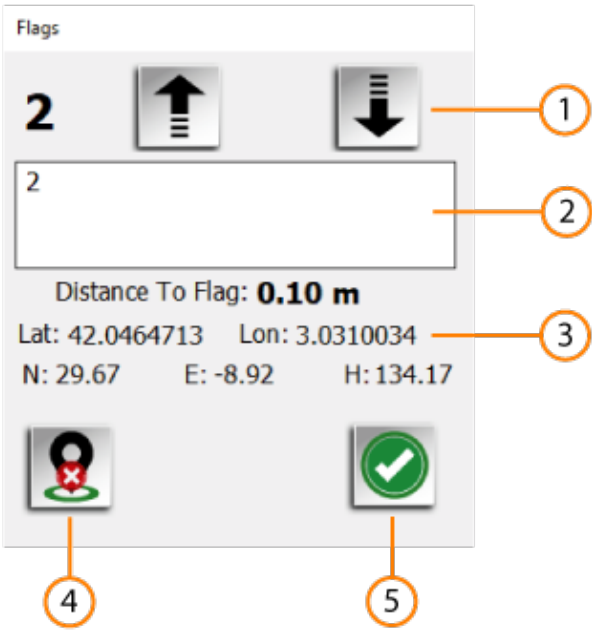 Flags
2
1
2
2
Distance To Flag: 0.10 m
Lat: 42.0464713 Lon: 3.0310034
3
N: 29.67 E: -8.92 H: 134.17
4 5